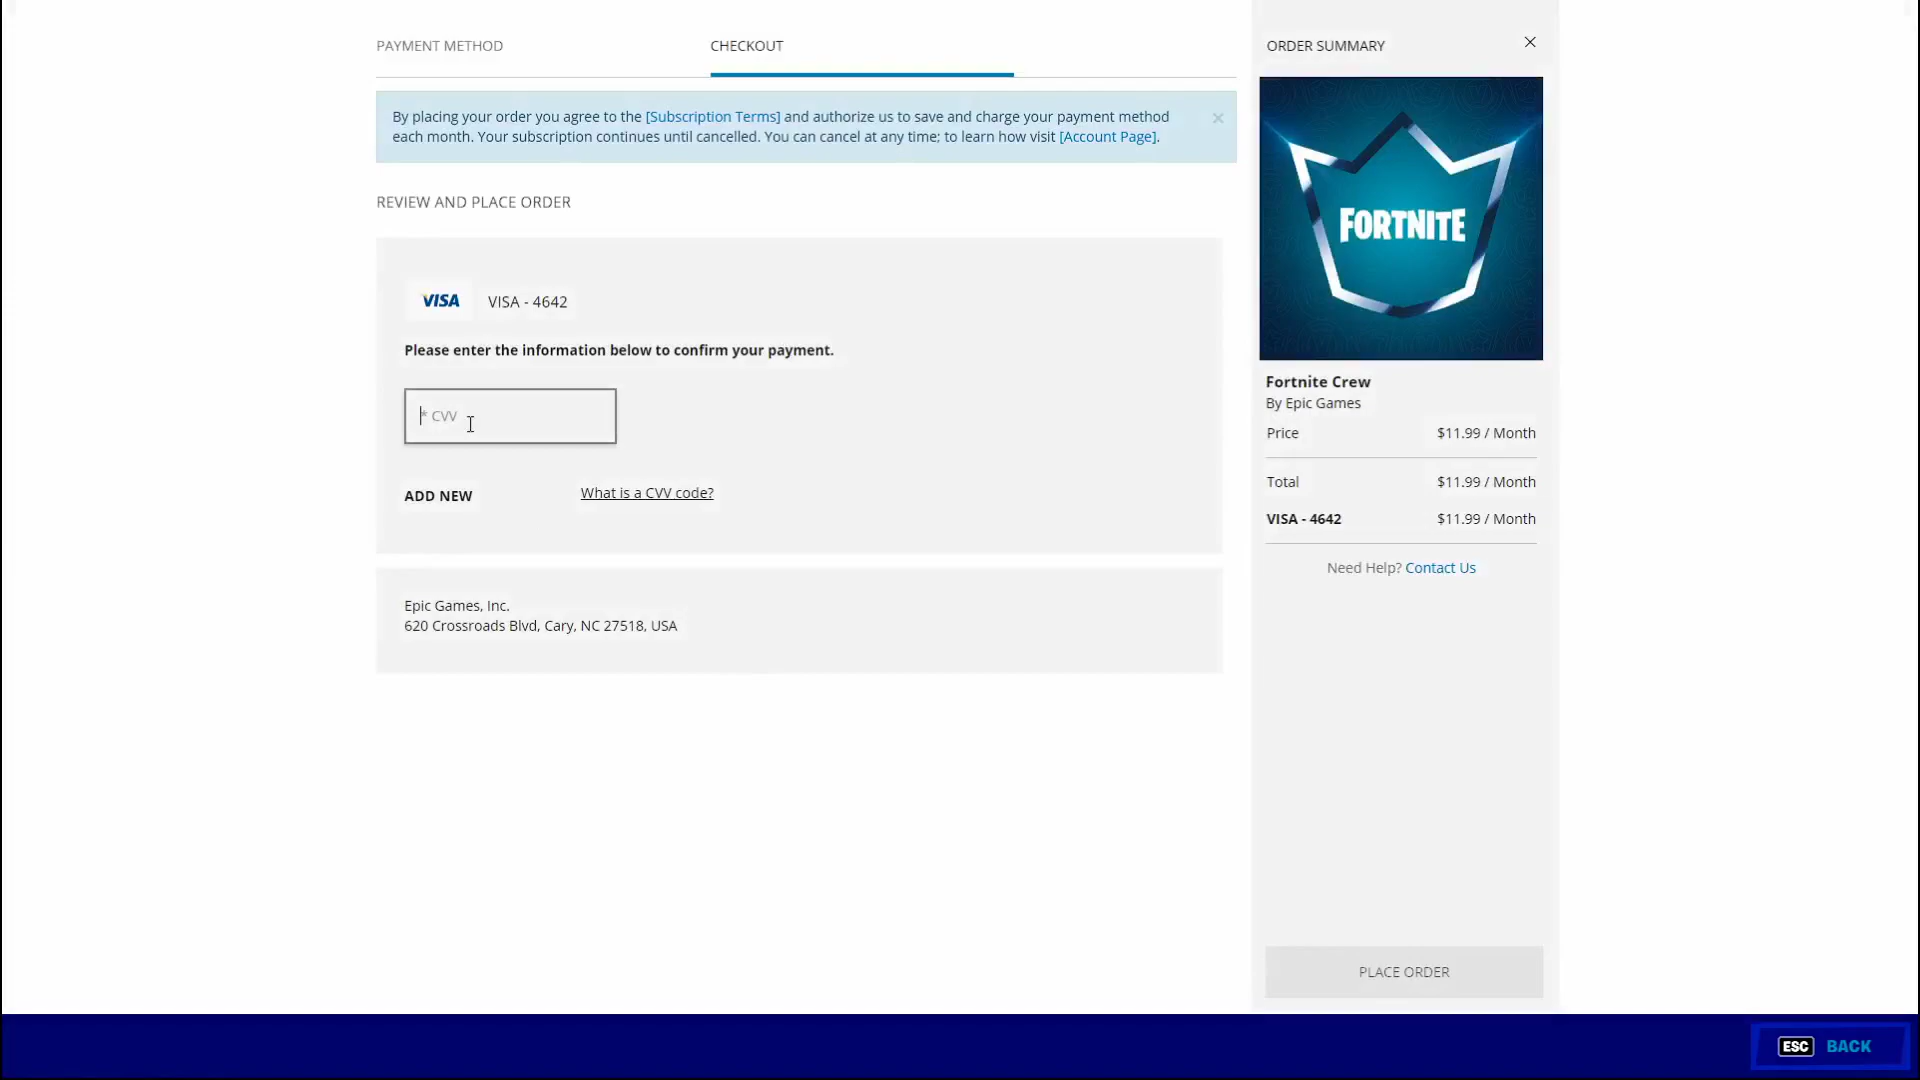 PAYMENT METHOD
CHECKOUT
By placing your order you agree to the [Subscription Terms] and authorize us to save and charge your payment method
each month. Your subscription continues until cancelled. You can cancel at any time; to learn how visit [Account Page].
REVIEW AND PLACE ORDER
VISA VISA - 4642
Please enter the information below to confirm your payment.
* CVV
ADD NEW
What is a CVV code?
Epic Games, Inc.
620 Crossroads Blvd, Cary, NC 27518, USA
ORDER SUMMARY
FORTNITE
Fortnite Crew
By Epic Games
Price $11.99 / Month
Total $11.99 / Month
VISA - 4642 $11.99 / Month
Need Help? Contact Us
PLACE ORDER
ESC BACK